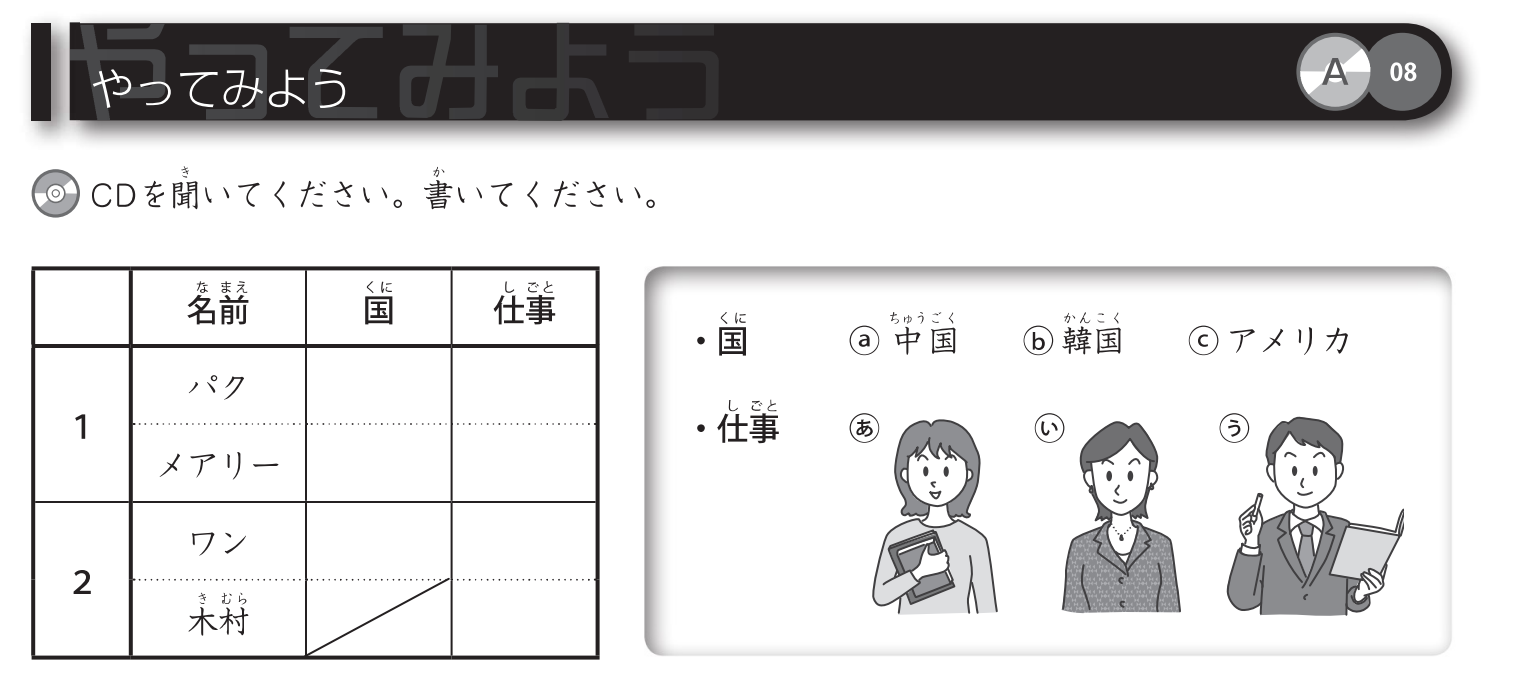 やってみよう
A 08
CDを聞いてください。書いてください。
名前 国 仕事
1 パク
メアリー
2 ワン
木村
・国 ⓐ 中国 ⓑ 韓国 ⓒ アメリカ
・仕事 あ い う